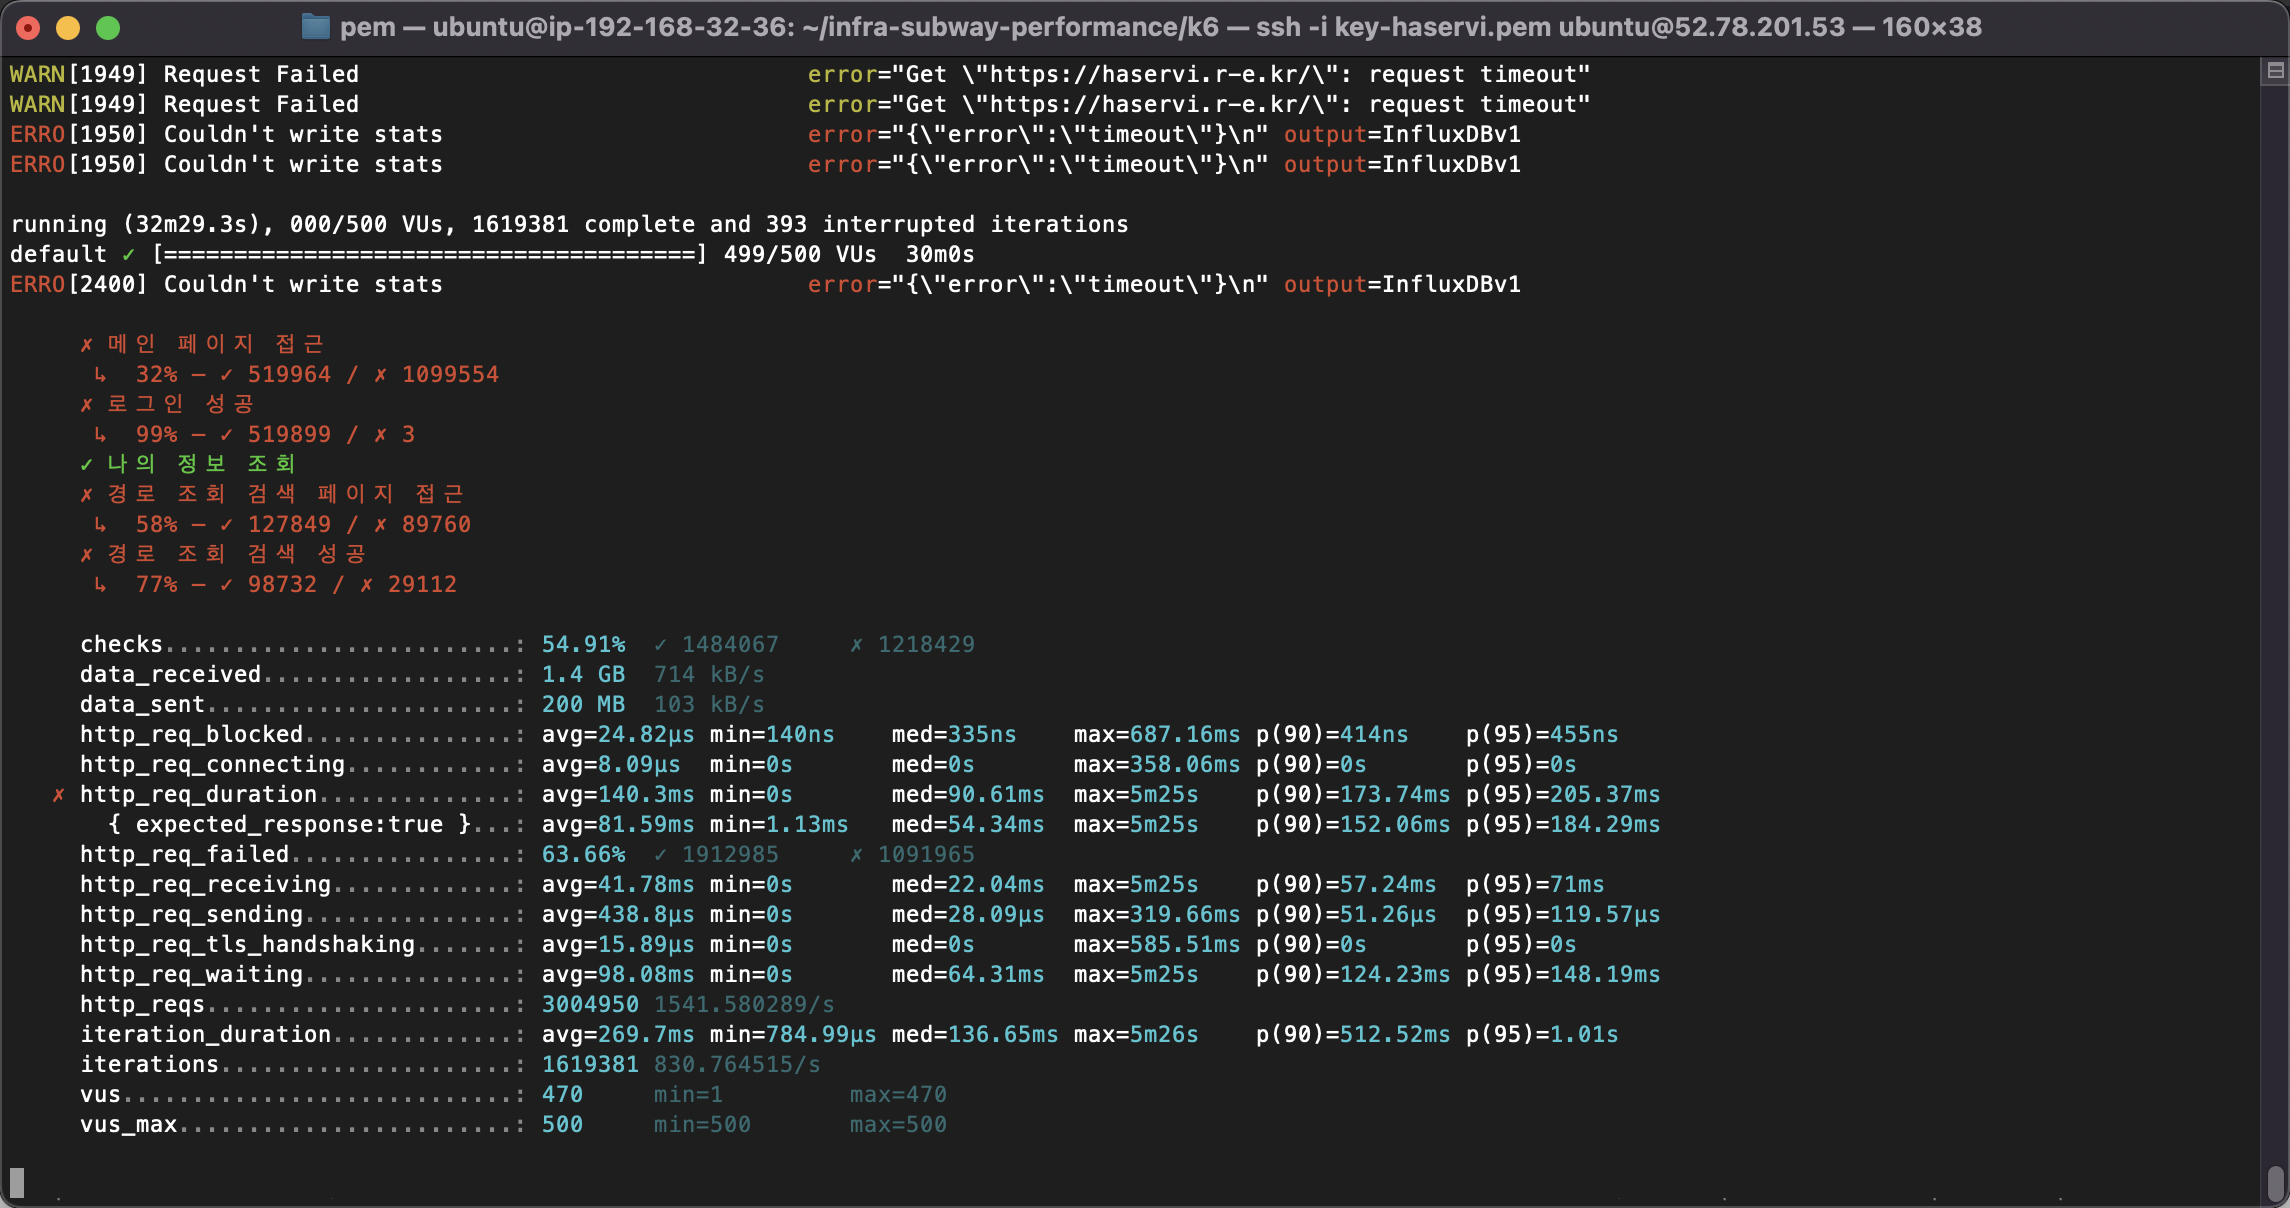 pem — ubuntu@ip-192-168-32-36: ~/infra-subway-performance/k6 — ssh -i key-haservi.pem ubuntu@52.78.201.53 — 160×38
WARN[1949] Request Failed error="Get \"https://haservi.r-e.kr/\": request timeout"
WARN[1949] Request Failed error="Get \"https://haservi.r-e.kr/\": request timeout"
ERRO[1950] Couldn't write stats error="{\"error\":\"timeout\"}\n" output=InfluxDBv1
ERRO[1950] Couldn't write stats error="{\"error\":\"timeout\"}\n" output=InfluxDBv1
running (32m29.3s), 000/500 VUs, 1619381 complete and 393 interrupted iterations
default ✓ [======================================] 499/500 VUs 30m0s
ERRO[2400] Couldn't write stats error="{\"error\":\"timeout\"}\n" output=InfluxDBv1
✗ 메인 페이지 접근
↳ 32% — ✓ 519964 / ✗ 1099554
✗ 로그인 성공
↳ 99% — ✓ 519899 / ✗ 3
✓ 나의 정보 조회
✗ 경로 조회 검색 페이지 접근
↳ 58% — ✓ 127849 / ✗ 89760
✗ 경로 조회 검색 성공
↳ 77% — ✓ 98732 / ✗ 29112
checks.........................: 54.91% ✓ 1484067 ✗ 1218429
data_received..................: 1.4 GB 714 kB/s
data_sent......................: 200 MB 103 kB/s
http_req_blocked...............: avg=24.82µs min=140ns med=335ns max=687.16ms p(90)=414ns p(95)=455ns
http_req_connecting............: avg=8.09µs min=0s med=0s max=358.06ms p(90)=0s p(95)=0s
✗ http_req_duration..............: avg=140.3ms min=0s med=90.61ms max=5m25s p(90)=173.74ms p(95)=205.37ms
{ expected_response:true }...: avg=81.59ms min=1.13ms med=54.34ms max=5m25s p(90)=152.06ms p(95)=184.29ms
http_req_failed................: 63.66% ✓ 1912985 ✗ 1091965
http_req_receiving.............: avg=41.78ms min=0s med=22.04ms max=5m25s p(90)=57.24ms p(95)=71ms
http_req_sending...............: avg=438.8µs min=0s med=28.09µs max=319.66ms p(90)=51.26µs p(95)=119.57µs
http_req_tls_handshaking.......: avg=15.89µs min=0s med=0s max=585.51ms p(90)=0s p(95)=0s
http_req_waiting...............: avg=98.08ms min=0s med=64.31ms max=5m25s p(90)=124.23ms p(95)=148.19ms
http_reqs......................: 3004950 1541.580289/s
iteration_duration.............: avg=269.7ms min=784.99µs med=136.65ms max=5m26s p(90)=512.52ms p(95)=1.01s
iterations.....................: 1619381 830.764515/s
vus............................: 470 min=1 max=470
vus_max........................: 500 min=500 max=500